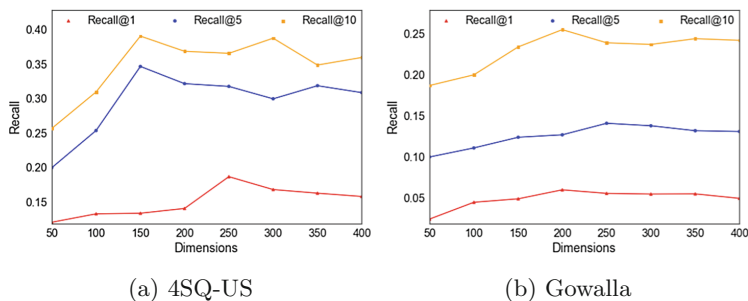 Recall@1 Recall@5 Recall@10
0.40
0.35
0.30
0.25
0.20
0.15
Recall
50 100 150 200 250 300 350 400
Dimensions
(a) 4SQ-US
Recall@1 Recall@5 Recall@10
0.25
0.20
0.15
0.10
0.05
Recall
50 100 150 200 250 300 350 400
Dimensions
(b) Gowalla